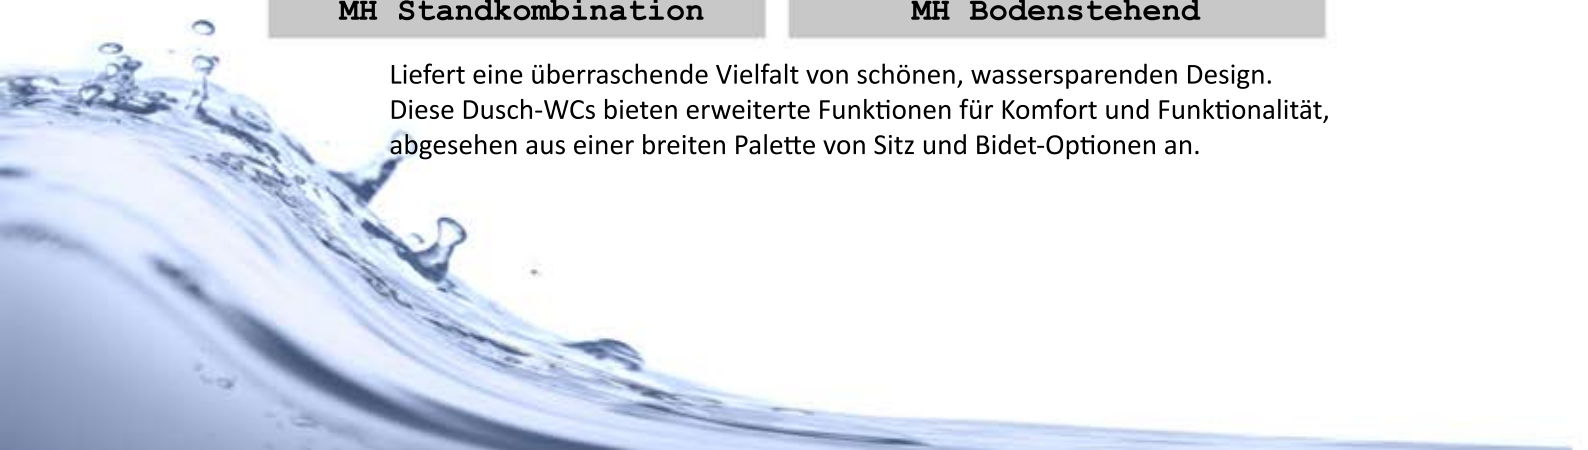 MH Standkombination
MH Bodenstehend
Liefert eine überraschende Vielfalt von schönen, wassersparenden Design.
Diese Dusch-WCs bieten erweiterte Funktionen für Komfort und Funktionalität,
abgesehen aus einer breiten Palette von Sitz und Bidet-Optionen an.